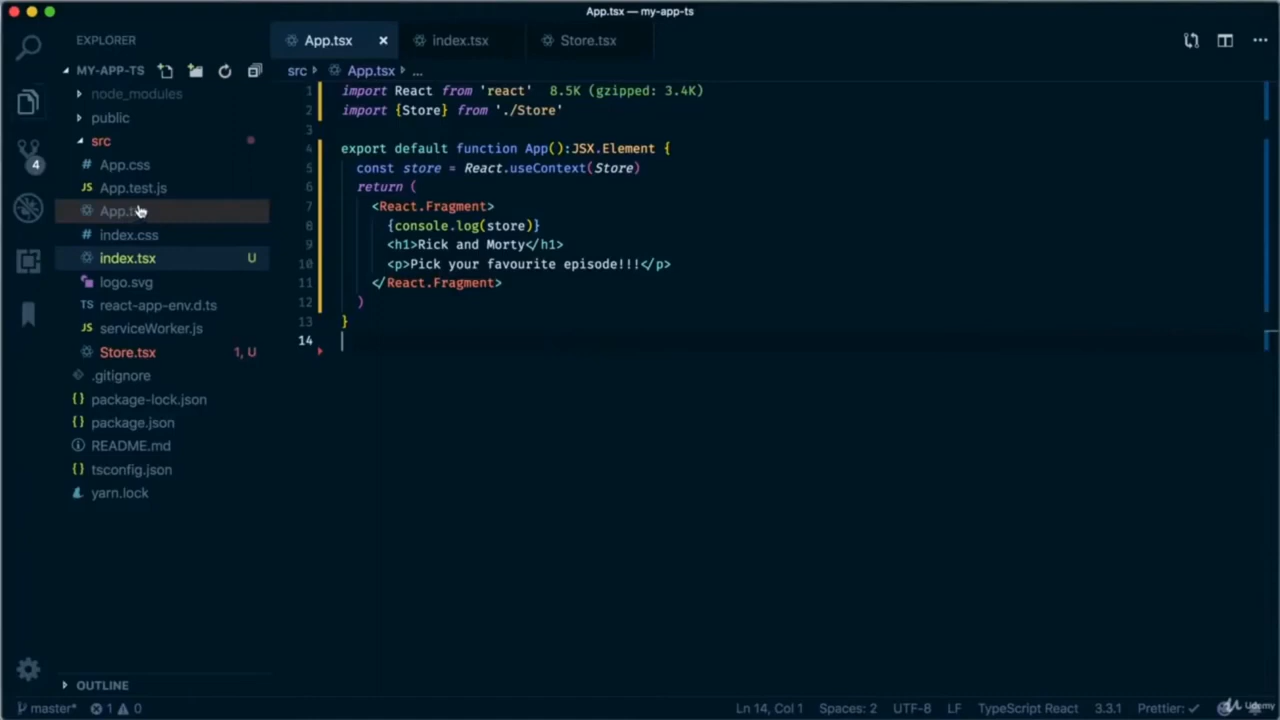 App.tsx — my-app-ts
EXPLORER
App.tsx
index.tsx
Store.tsx
MY-APP-TS
src
App.tsx
...
node_modules
public
src
App.css
JS App.test.js
index.css
index.tsx U
logo.svg
TS react-app-env.d.ts
JS serviceWorker.js
Store.tsx 1, U
.gitignore
package-lock.json
package.json
README.md
tsconfig.json
yarn.lock
4
1 import React from 'react' 8.5K (gzipped: 3.4K)
2 import {Store} from './Store'
3
4 export default function App():JSX.Element {
5 const store = React.useContext(Store)
6 return (
7 <React.Fragment>
8 {console.log(store)}
9 <h1>Rick and Morty</h1>
10 <p>Pick your favourite episode!!!</p>
11 </React.Fragment>
12 )
13 }
14
OUTLINE
master* 1 0
Ln 14, Col 1 Spaces: 2 UTF-8 LF TypeScript React 3.3.1 Prettier: ✓
Udemy